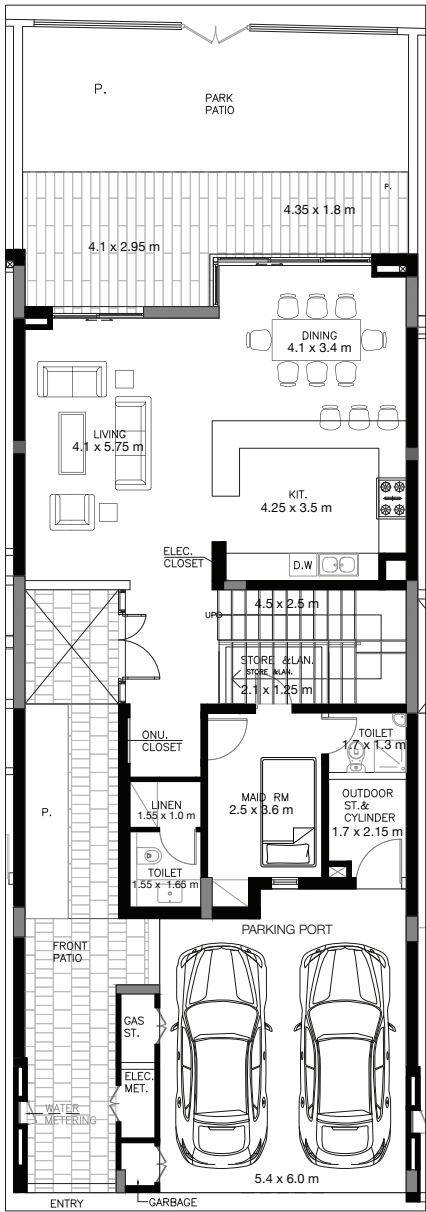 P.
PARK
PATIO
P.
4.35 x 1.8 m
4.1 x 2.95 m
DINING
4.1 x 3.4 m
LIVING
4.1 x 5.75 m
KIT.
4.25 x 3.5 m
ELEC.
CLOSET
D.W
4.5 x 2.5 m
UP
STORE &LAN.
STORE &LAN.
2.1 x 1.25 m
ONU.
CLOSET
TOILET
1.7 x 1.3 m
MAID RM
2.5 x 3.6 m
OUTDOOR
ST.&
CYLINDER
1.7 x 2.15 m
LINEN
1.55 x 1.0 m
P.
TOILET
1.55 x 1.65 m
PARKING PORT
FRONT
PATIO
GAS
ST.
ELEC.
MET.
WATER
METERING
5.4 x 6.0 m
ENTRY
GARBAGE